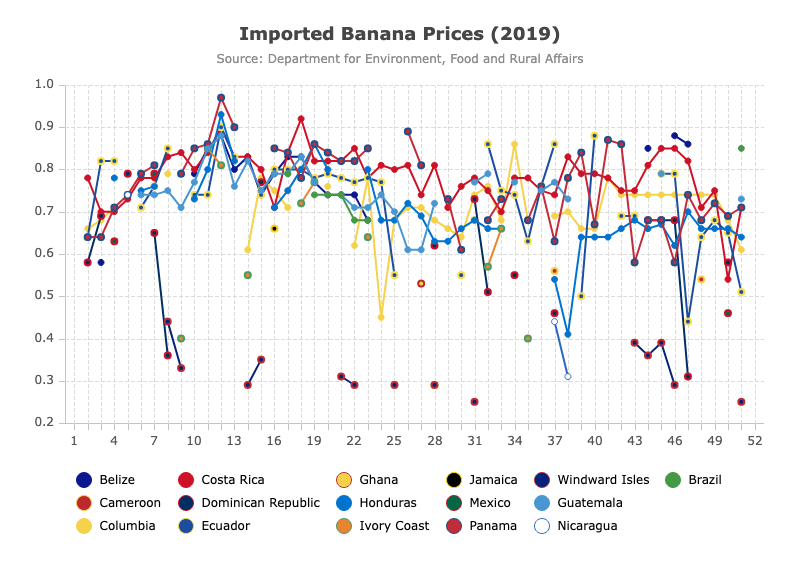 Imported Banana Prices (2019)
Source: Department for Environment, Food and Rural Affairs
1.0
0.9
0.8
0.7
0.6
0.5
0.4
0.3
0.2
1 4 7 10 13 16 19 22 25 28 31 34 37 40 43 46 49 52
Belize Costa Rica Ghana Jamaica Windward Isles Brazil
Cameroon Dominican Republic Honduras Mexico Guatemala
Columbia Ecuador Ivory Coast Panama Nicaragua